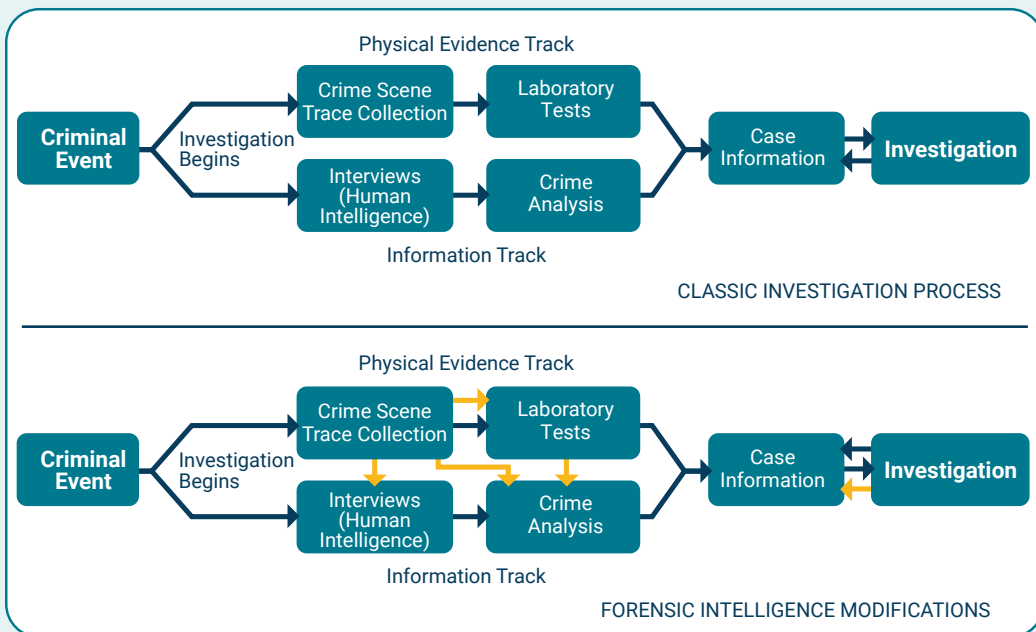 Physical Evidence Track
Criminal
Event
Investigation
Begins
Crime Scene
Trace Collection
Laboratory
Tests
Interviews
(Human
Intelligence)
Crime
Analysis
Case
Information
Investigation
Information Track
CLASSIC INVESTIGATION PROCESS
Physical Evidence Track
Criminal
Event
Investigation
Begins
Crime Scene
Trace Collection
Laboratory
Tests
Interviews
(Human
Intelligence)
Crime
Analysis
Case
Information
Investigation
Information Track
FORENSIC INTELLIGENCE MODIFICATIONS